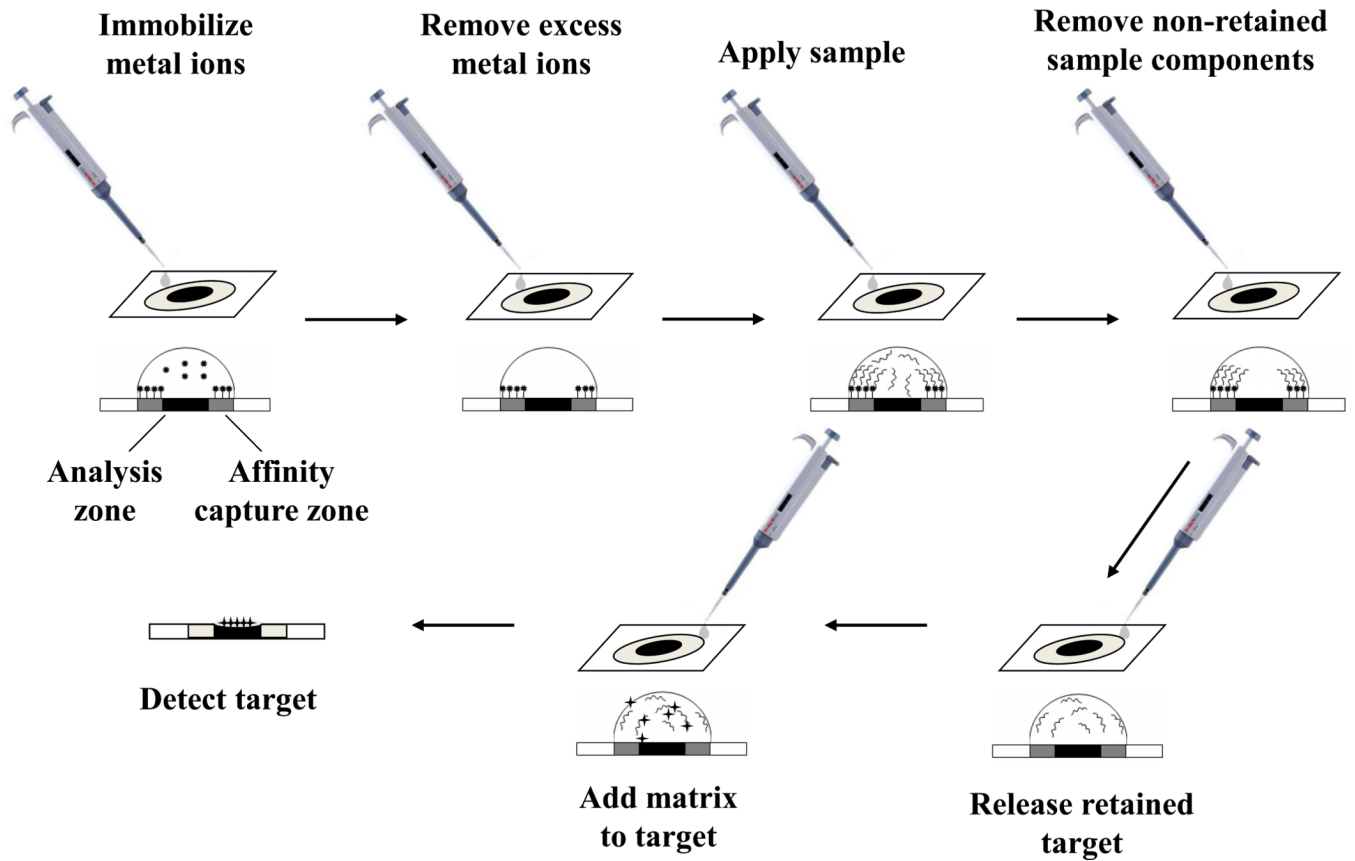 Immobilize
metal ions
Remove excess
metal ions
Apply sample
Remove non-retained
sample components
Analysis
zone
Affinity
capture zone
Detect target
Add matrix
to target
Release retained
target